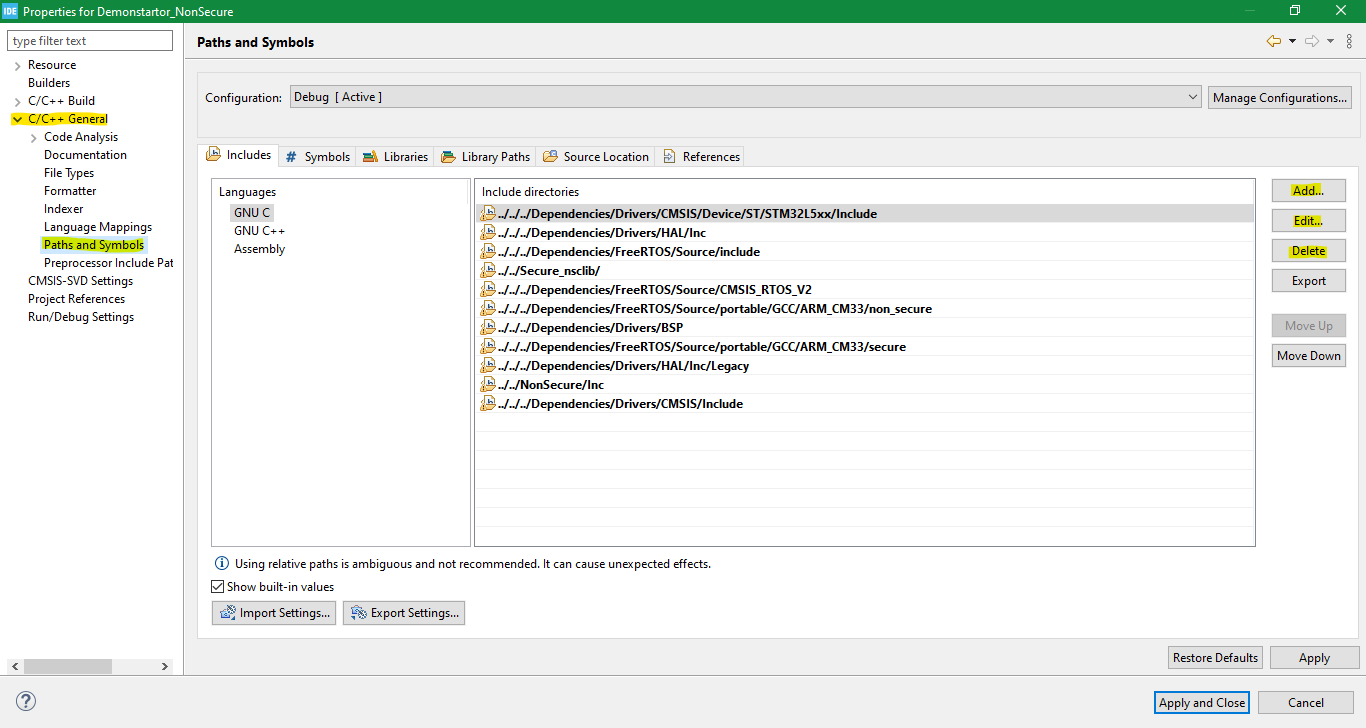 IDE Properties for Demonstartor_NonSecure
type filter text
Paths and Symbols
Resource
Builders
C/C++ Build
C/C++ General
Code Analysis
Documentation
File Types
Formatter
Indexer
Language Mappings
Paths and Symbols
Preprocessor Include Pat
CMSIS-SVD Settings
Project References
Run/Debug Settings
Configuration:
Debug [ Active ]
Manage Configurations...
Includes
# Symbols
Libraries
Library Paths
Source Location
References
Languages
GNU C
GNU C++
Assembly
Include directories
../../../Dependencies/Drivers/CMSIS/Device/ST/STM32L5xx/Include
../../../Dependencies/Drivers/HAL/Inc
../../../Dependencies/FreeRTOS/Source/include
../../Secure_nsclib/
../../../Dependencies/FreeRTOS/Source/CMSIS_RTOS_V2
../../../Dependencies/FreeRTOS/Source/portable/GCC/ARM_CM33/non_secure
../../../Dependencies/Drivers/BSP
../../../Dependencies/FreeRTOS/Source/portable/GCC/ARM_CM33/secure
../../../Dependencies/Drivers/HAL/Inc/Legacy
../../NonSecure/Inc
../../../Dependencies/Drivers/CMSIS/Include
Add...
Edit...
Delete
Export
Move Up
Move Down
Using relative paths is ambiguous and not recommended. It can cause unexpected effects.
Show built-in values
Import Settings...
Export Settings...
Restore Defaults
Apply
Apply and Close
Cancel